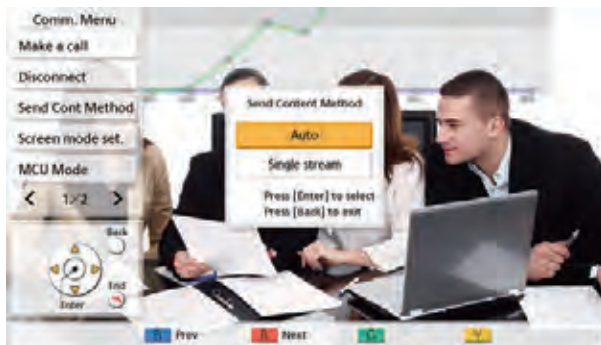 Comm. Menu
Make a call
Disconnect
Send Cont Method
Screen mode set.
MCU Mode
1/2
Back
End
Enter
Send Content Method
Auto
Single stream
Press [Enter] to select
Press [Back] to exit
B Prev
R Next
G
Y